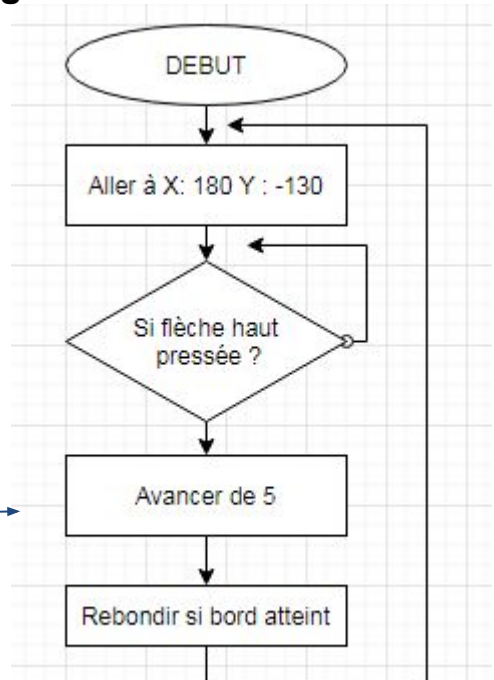 DEBUT
Aller à X: 180 Y : -130
Si flèche haut
pressée ?
Avancer de 5
Rebondir si bord atteint